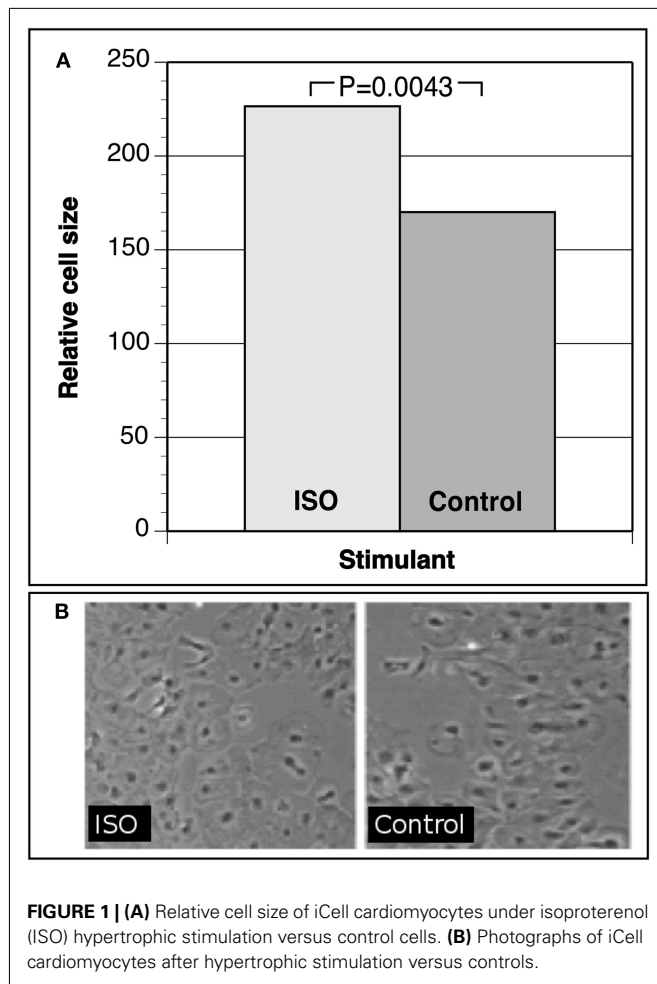 A
250
P=0.0043
200
150
100
50
0
Relative cell size
ISO Control
Stimulant
B
ISO Control
FIGURE 1 | (A) Relative cell size of iCell cardiomyocytes under isoproterenol
(ISO) hypertrophic stimulation versus control cells. (B) Photographs of iCell
cardiomyocytes after hypertrophic stimulation versus controls.